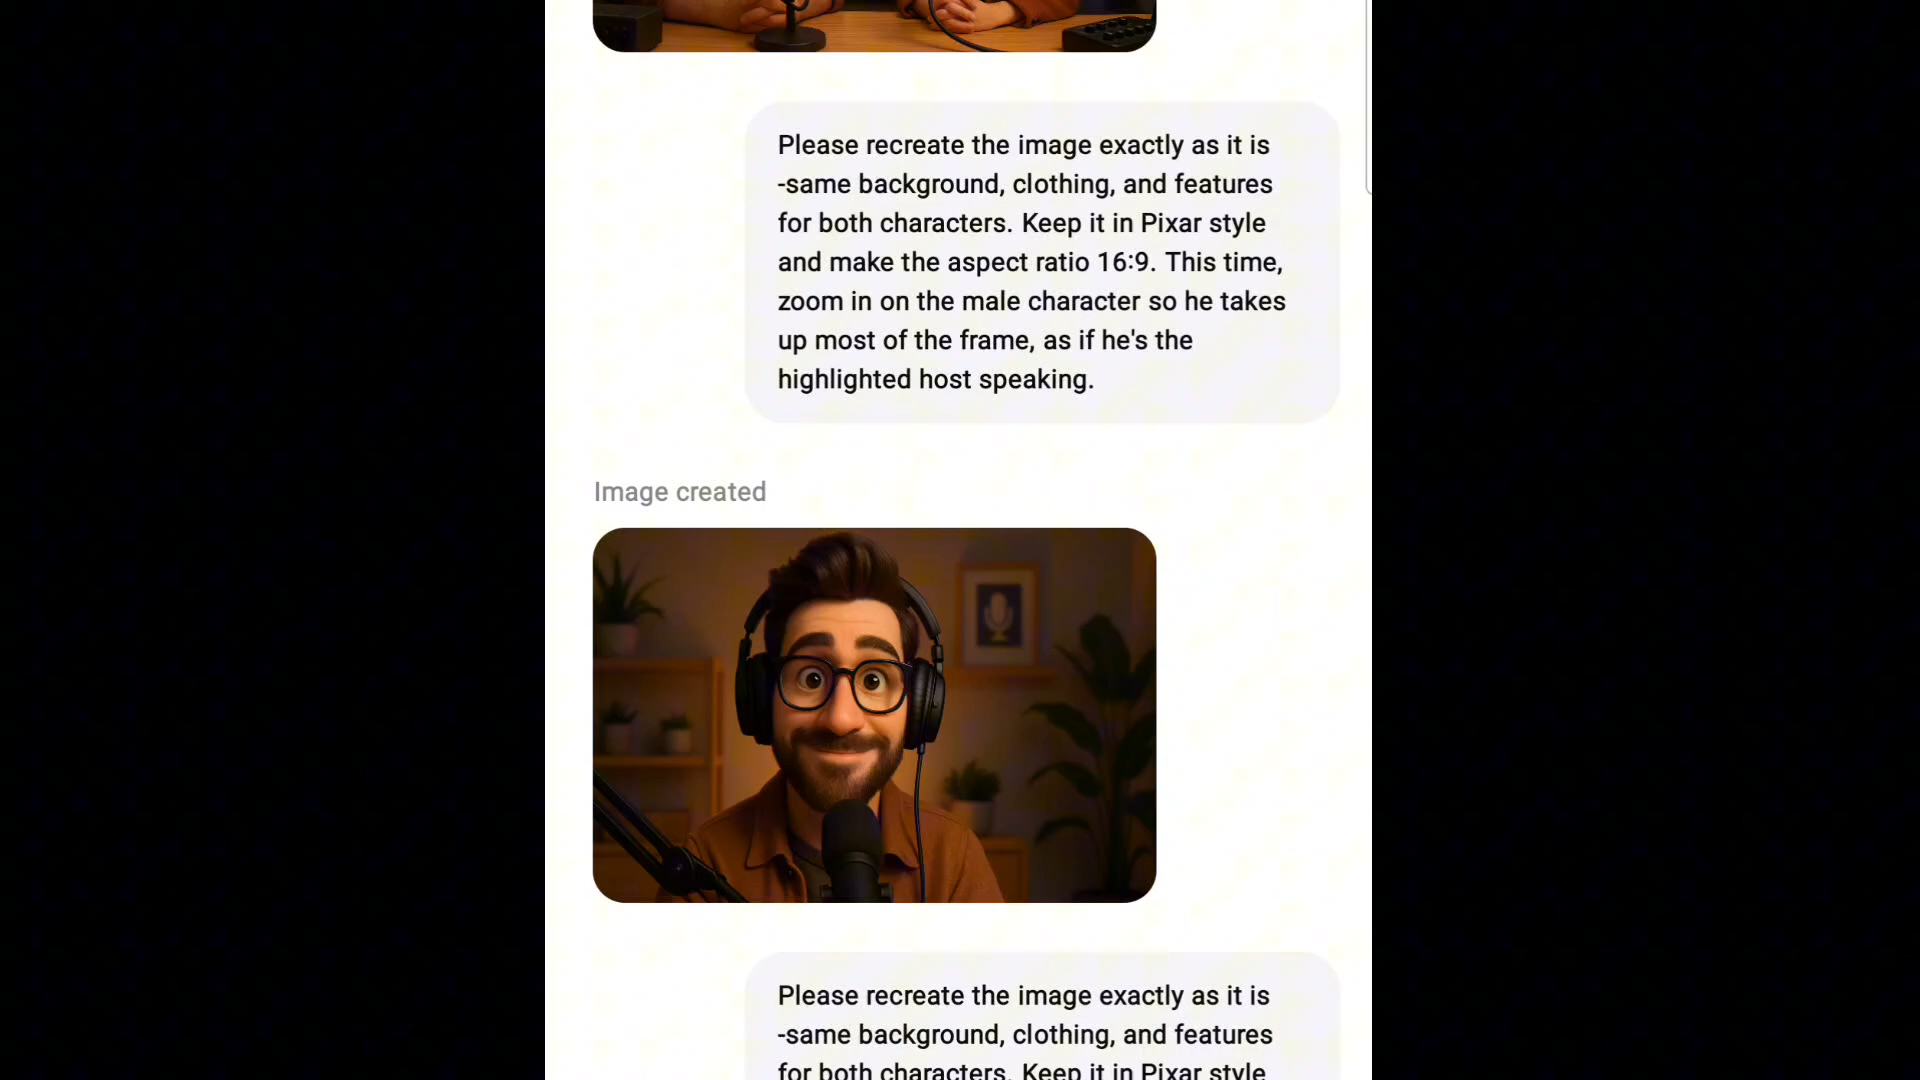 Please recreate the image exactly as it is
-same background, clothing, and features
for both characters. Keep it in Pixar style
and make the aspect ratio 16:9. This time,
zoom in on the male character so he takes
up most of the frame, as if he's the
highlighted host speaking.
Image created
Please recreate the image exactly as it is
-same background, clothing, and features
for both characters. Keep it in Pixar style